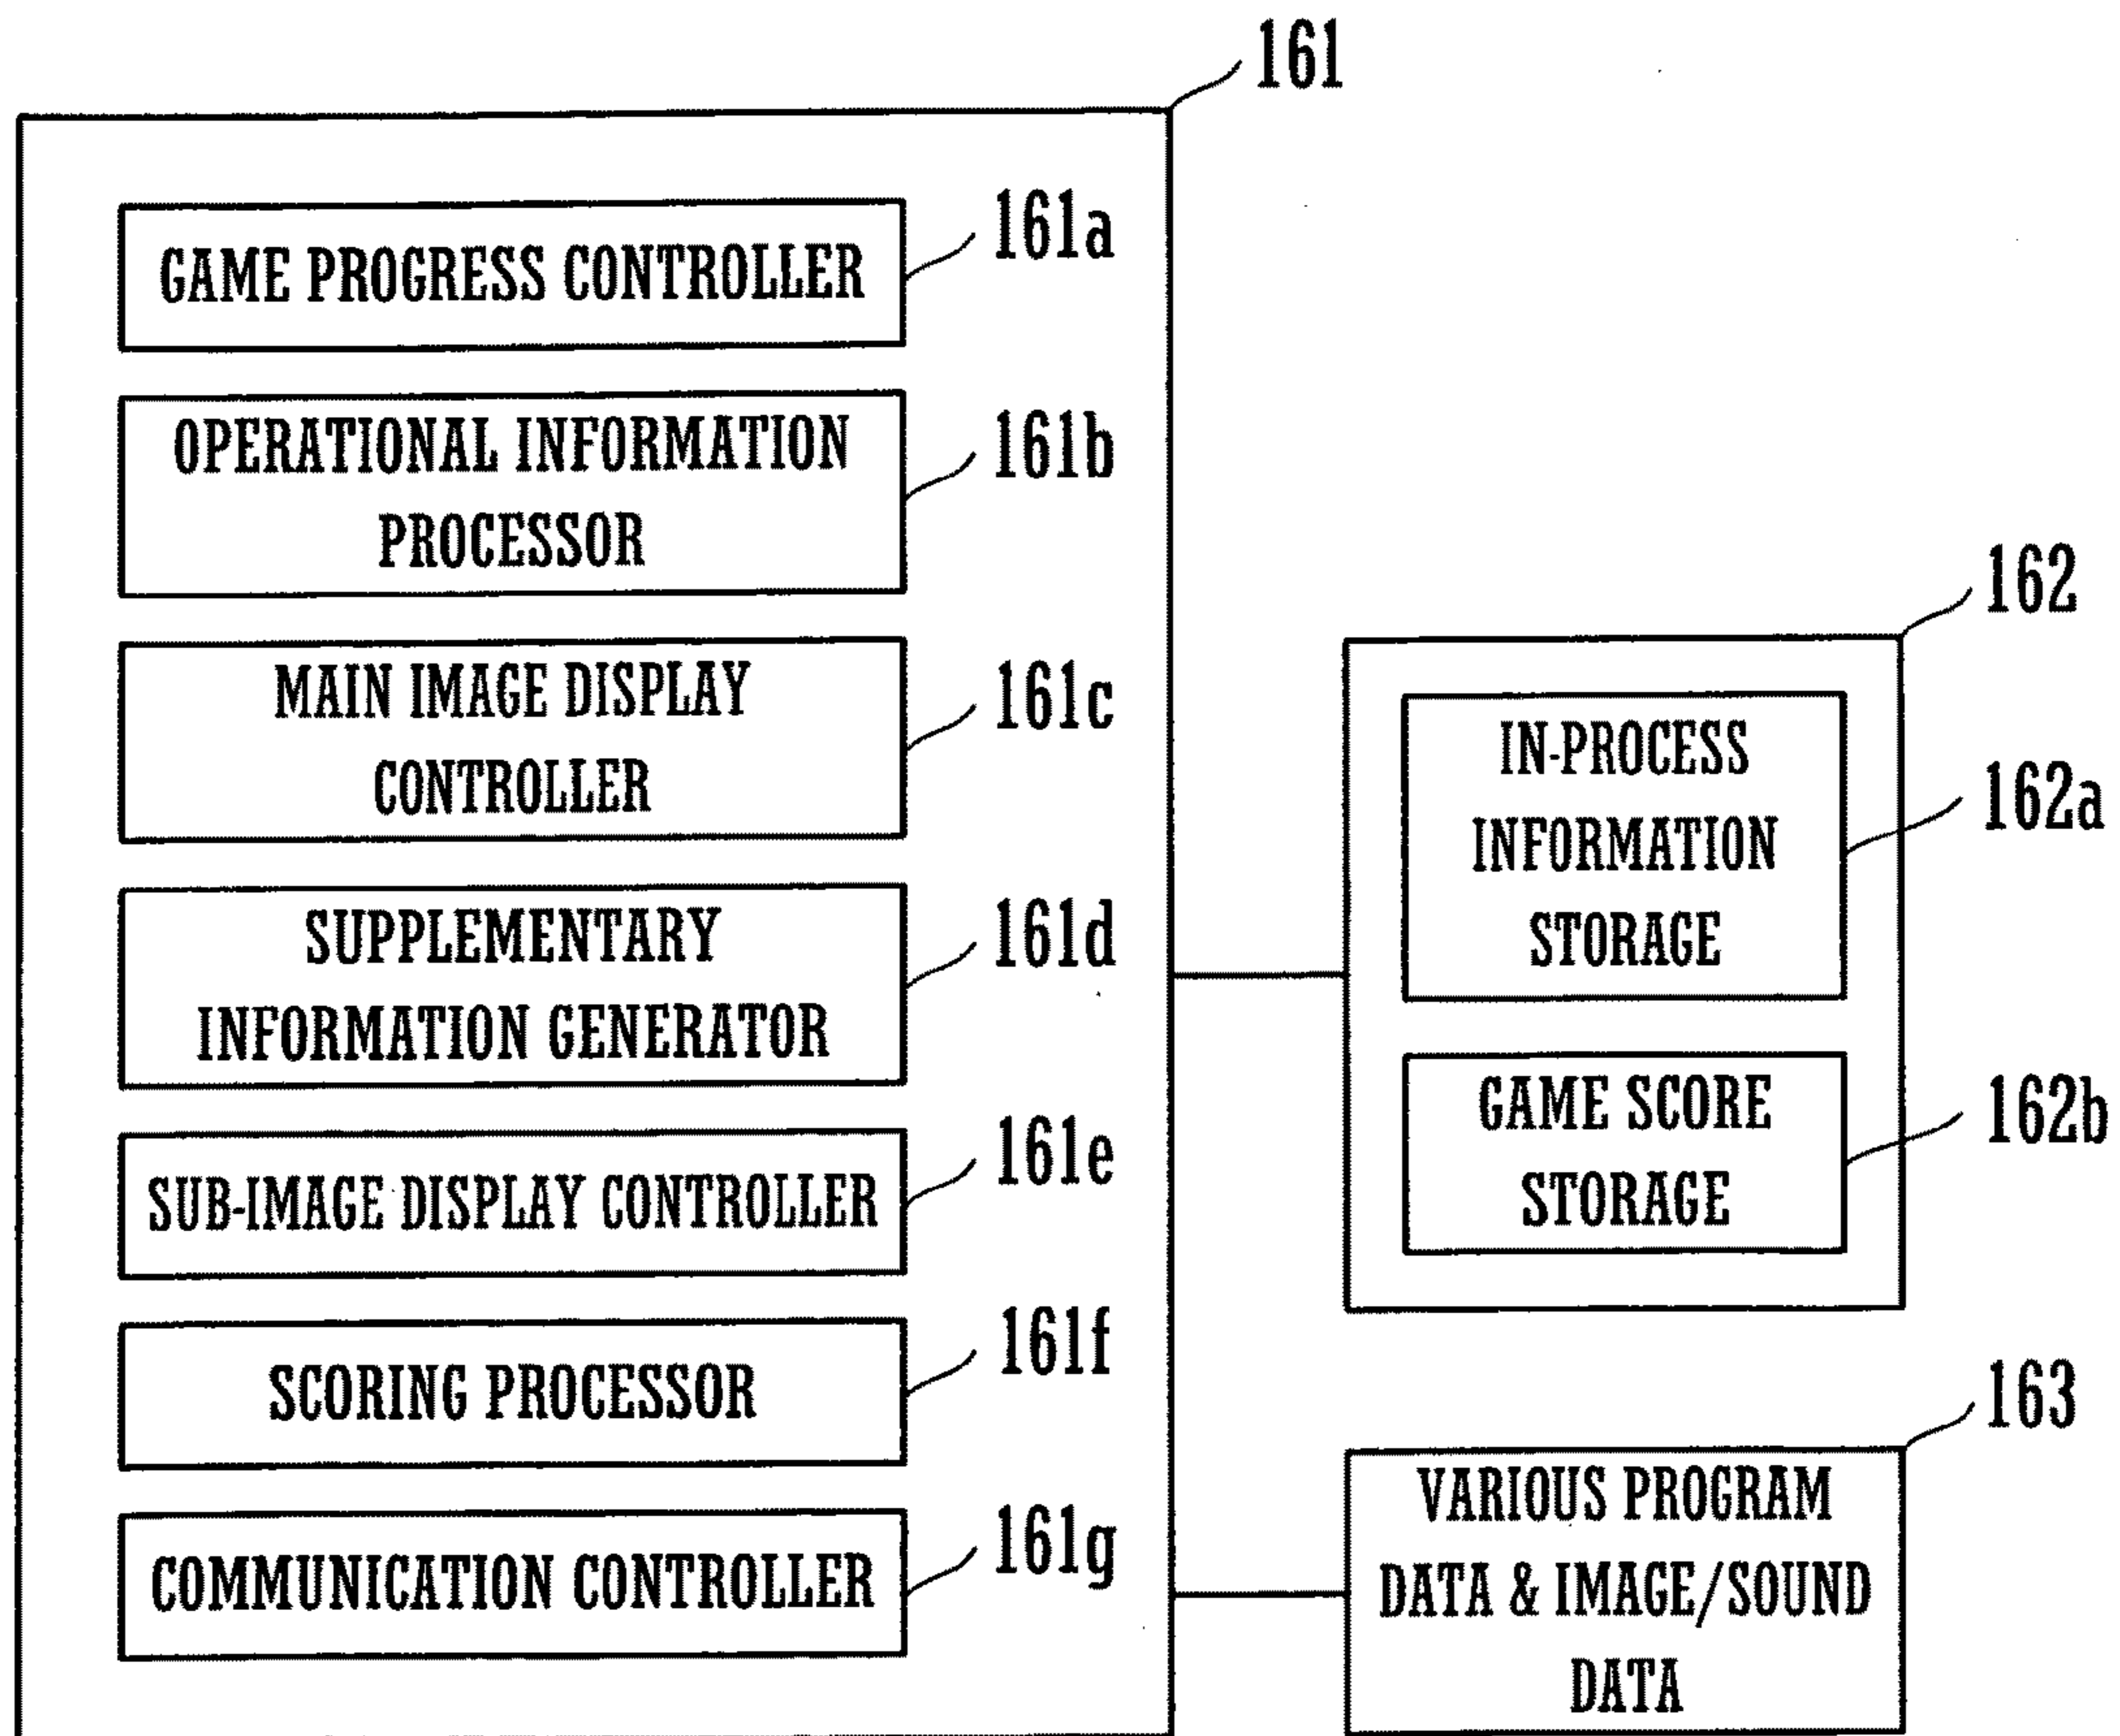 161
GAME PROGRESS CONTROLLER
161a
OPERATIONAL INFORMATION
PROCESSOR
161b
MAIN IMAGE DISPLAY
CONTROLLER
161c
SUPPLEMENTARY
INFORMATION GENERATOR
161d
SUB-IMAGE DISPLAY CONTROLLER
161e
SCORING PROCESSOR
161f
COMMUNICATION CONTROLLER
161g
162
IN-PROCESS
INFORMATION
STORAGE
162a
GAME SCORE
STORAGE
162b
163
VARIOUS PROGRAM
DATA & IMAGE/SOUND
DATA